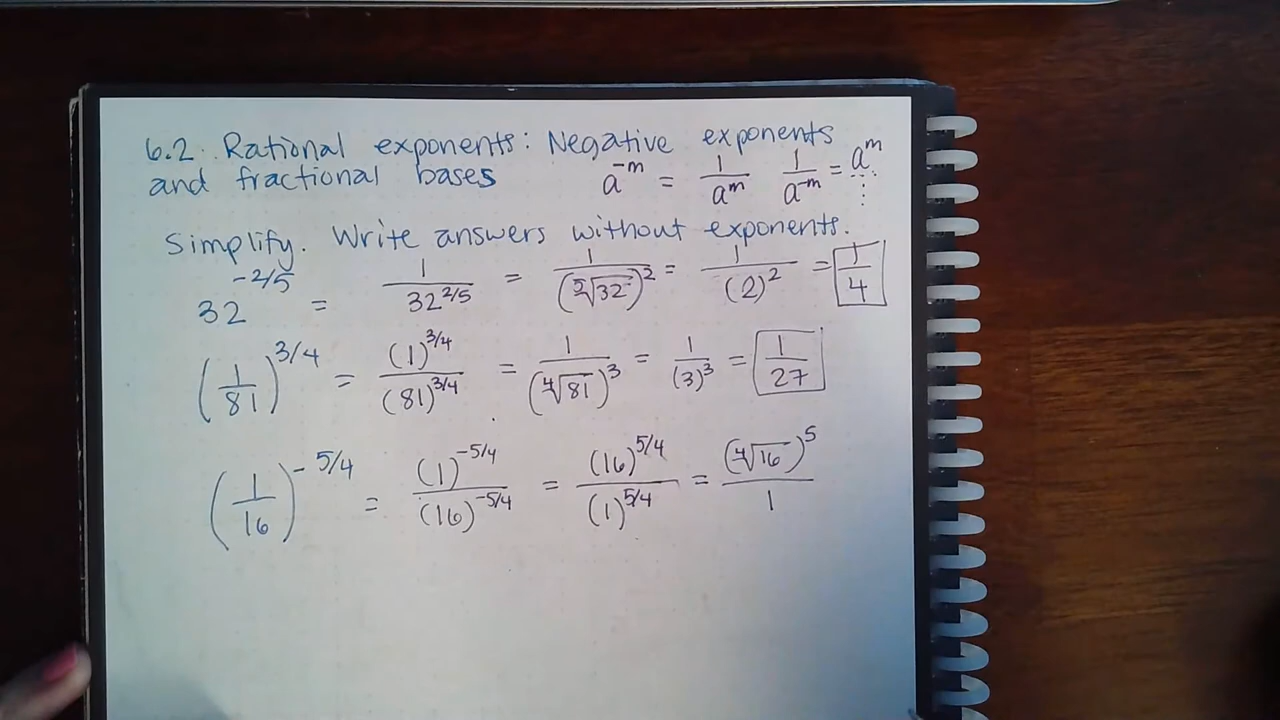 6.2. Rational exponents: Negative exponents
and fractional bases a^-m = 1/a^m 1/a^-m = a^m
Simplify. Write answers without exponents.
32^-2/5 = 1/32^2/5 = 1/(⁵√32)^2 = 1/(2)^2 = 1/4
(1/81)^3/4 = (1)^3/4/(81)^3/4 = 1/(⁴√81)^3 = 1/(3)^3 = 1/27
(1/16)^-5/4 = (1)^-5/4/(16)^-5/4 = (16)^5/4/(1)^5/4 = (⁴√16)^5/1